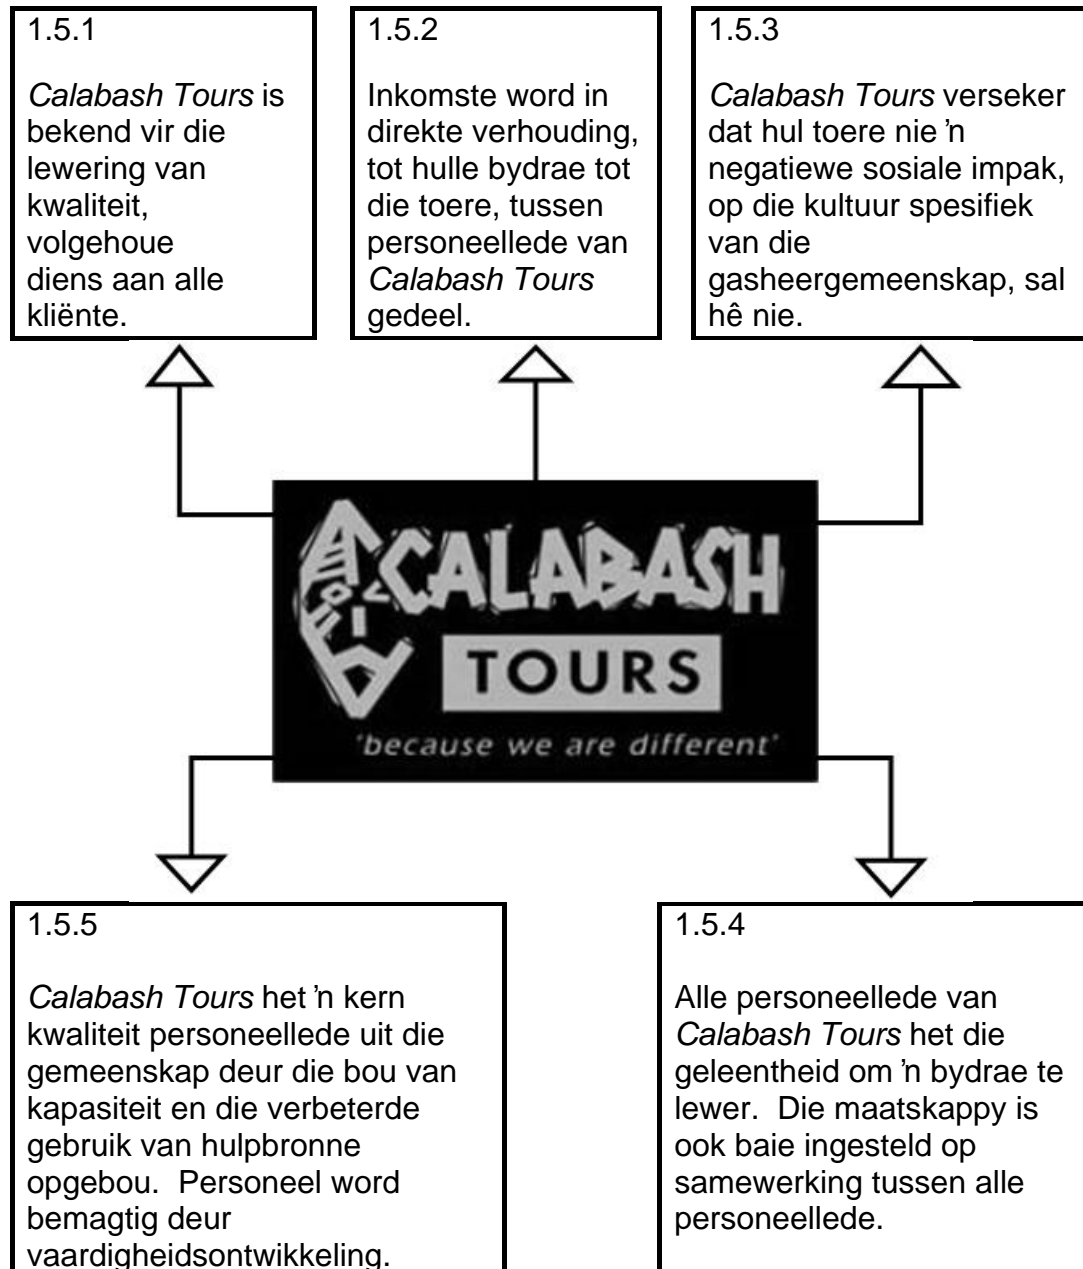 1.5.1
Calabash Tours is
bekend vir die
lewering van
kwaliteit,
volgehoue
diens aan alle
kliënte.
1.5.2
Inkomste word in
direkte verhouding,
tot hulle bydrae tot
die toere, tussen
personeellede van
Calabash Tours
gedeel.
1.5.3
Calabash Tours verseker
dat hul toere nie 'n
negatiewe sosiale impak,
op die kultuur spesifiek
van die
gasheergemeenskap, sal
hê nie.
CALABASH
TOURS
'because we are different'
1.5.5
Calabash Tours het 'n kern
kwaliteit personeellede uit die
gemeenskap deur die bou van
kapasiteit en die verbeterde
gebruik van hulpbronne
opgebou. Personeel word
bemagtig deur
vaardigheidsontwikkeling.
1.5.4
Alle personeellede van
Calabash Tours het die
geleentheid om 'n bydrae te
lewer. Die maatskappy is
ook baie ingesteld op
samewerking tussen alle
personeellede.